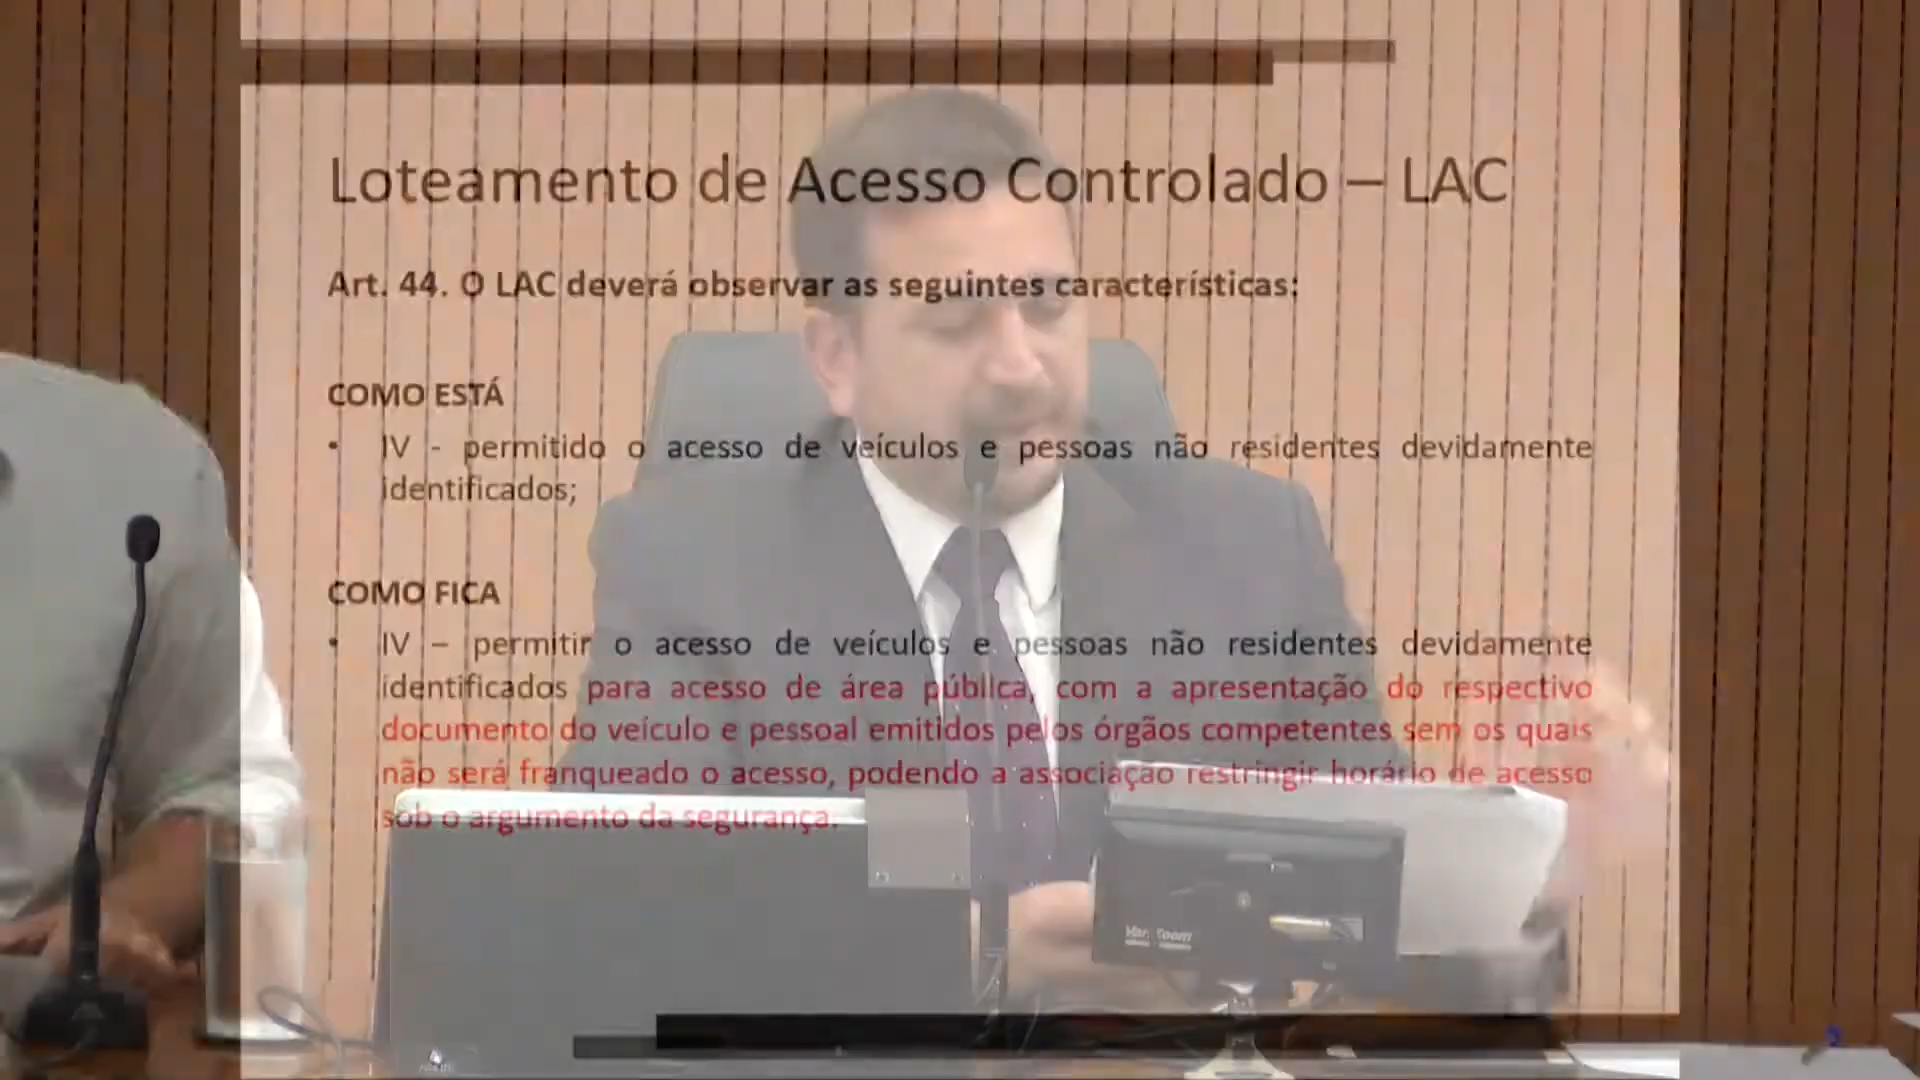 Loteamento de Acesso Controlado – LAC
Art. 44. O LAC deverá observar as seguintes características:
COMO ESTÁ
• IV - permitido o acesso de veículos e pessoas não residentes devidamente
identificados;
COMO FICA
• IV – permitir o acesso de veículos e pessoas não residentes devidamente
identificados para acesso de área pública, com a apresentação do respectivo
documento do veículo e pessoal emitidos pelos órgãos competentes sem os quais
não será franqueado o acesso, podendo a associação restringir horário de acesso
sob o argumento da segurança.